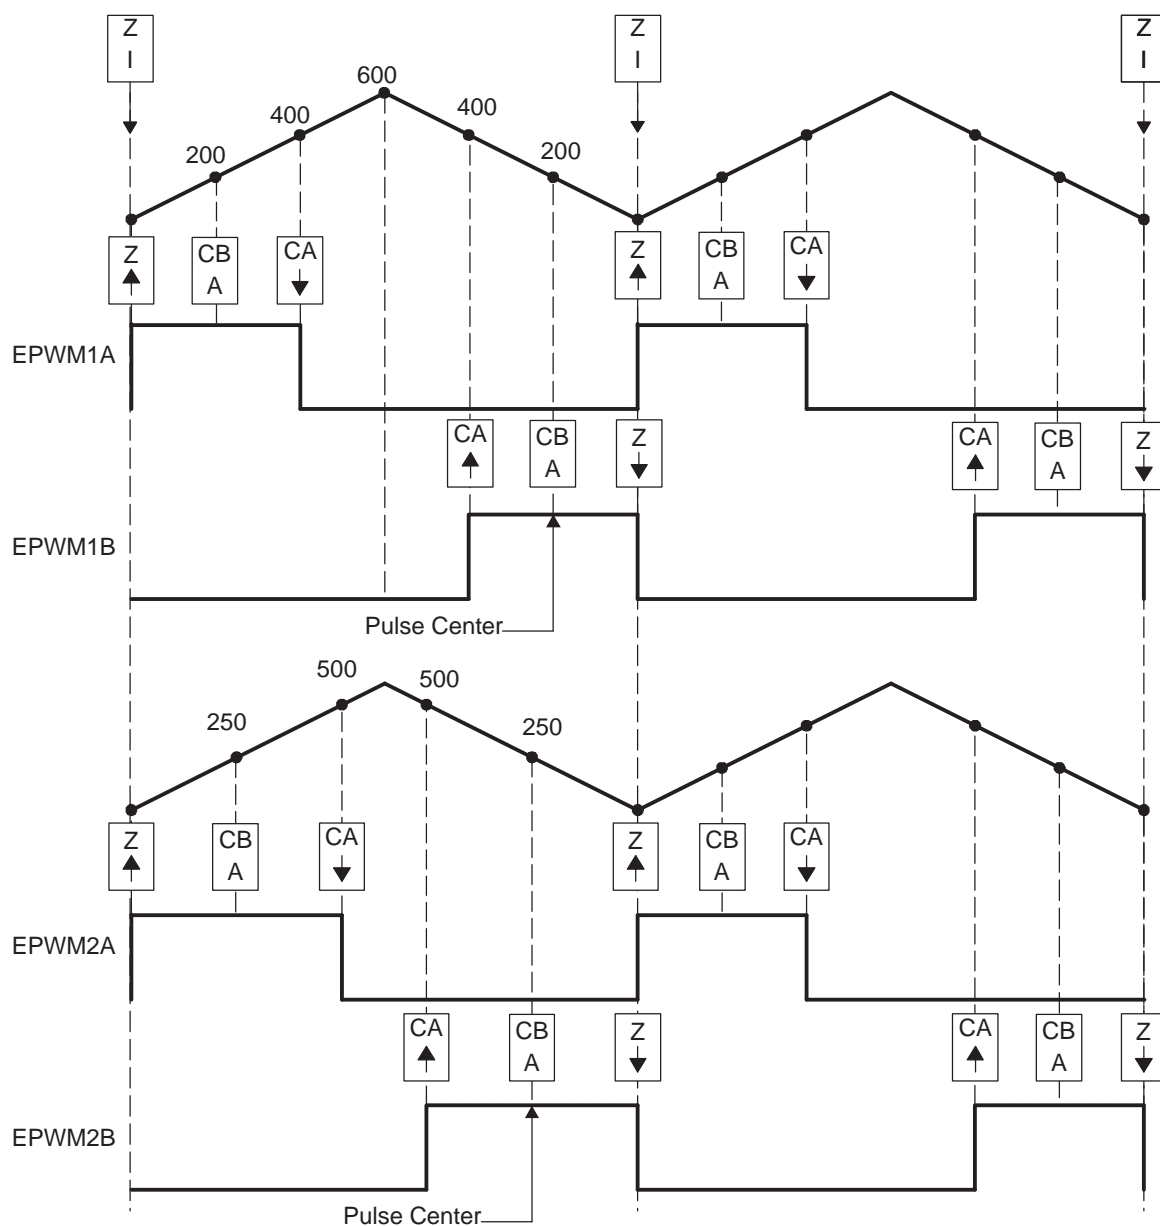 Z Z Z
I I I
600
400 400
200 200
Z CB CA Z CB CA
A A
EPWM1A
CA CB Z CA CB Z
A A
EPWM1B
Pulse Center
500 500
250 250
Z CB CA Z CB CA
A A
EPWM2A
CA CB Z CA CB Z
A A
EPWM2B
Pulse Center